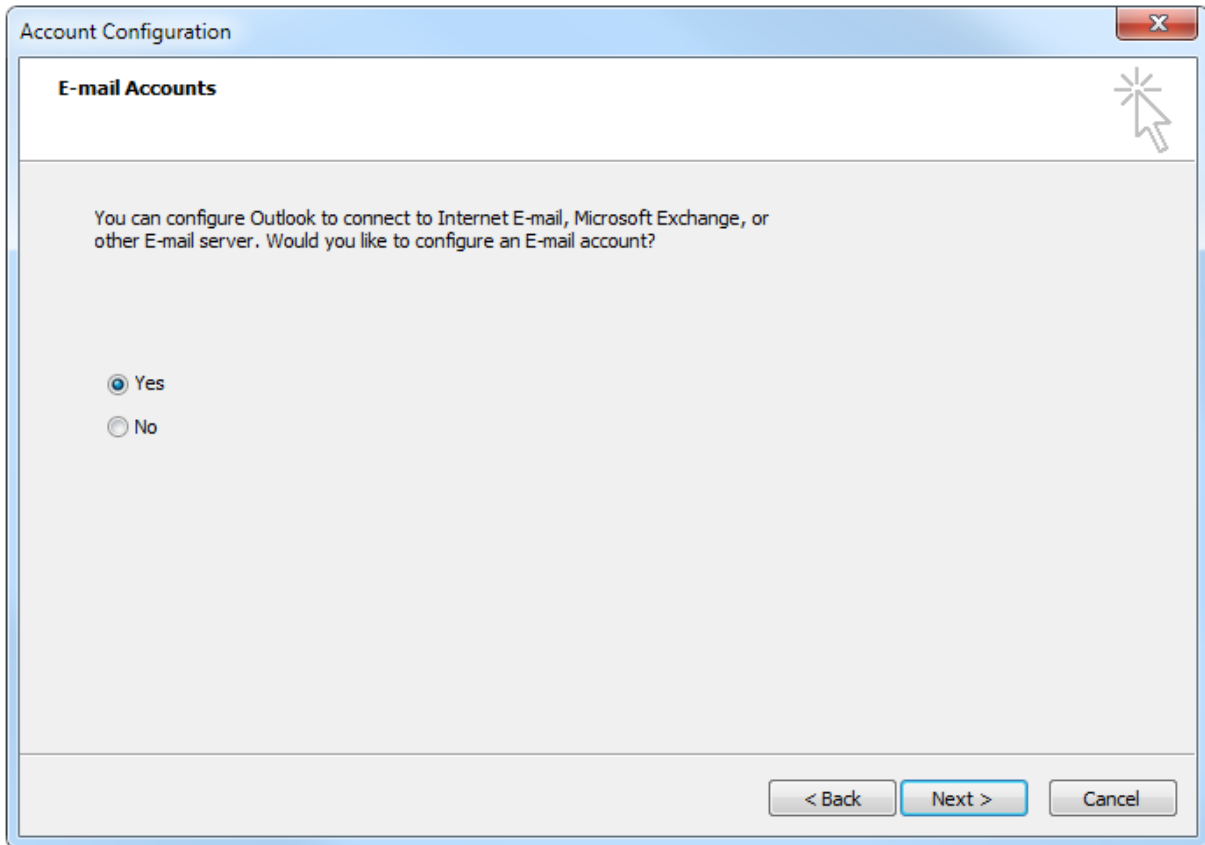 Account Configuration
E-mail Accounts
You can configure Outlook to connect to Internet E-mail, Microsoft Exchange, or
other E-mail server. Would you like to configure an E-mail account?
Yes
No
< Back
Next >
Cancel